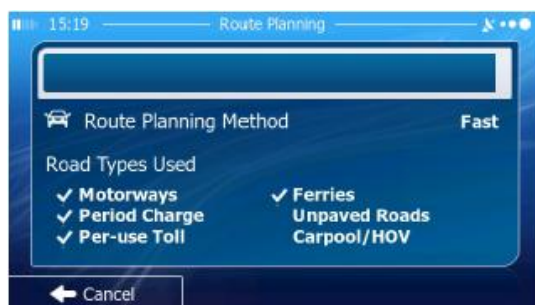 15:19 Route Planning
Route Planning Method Fast
Road Types Used
Motorways Ferries
Period Charge Unpaved Roads
Per-use Toll Carpool/HOV
Cancel